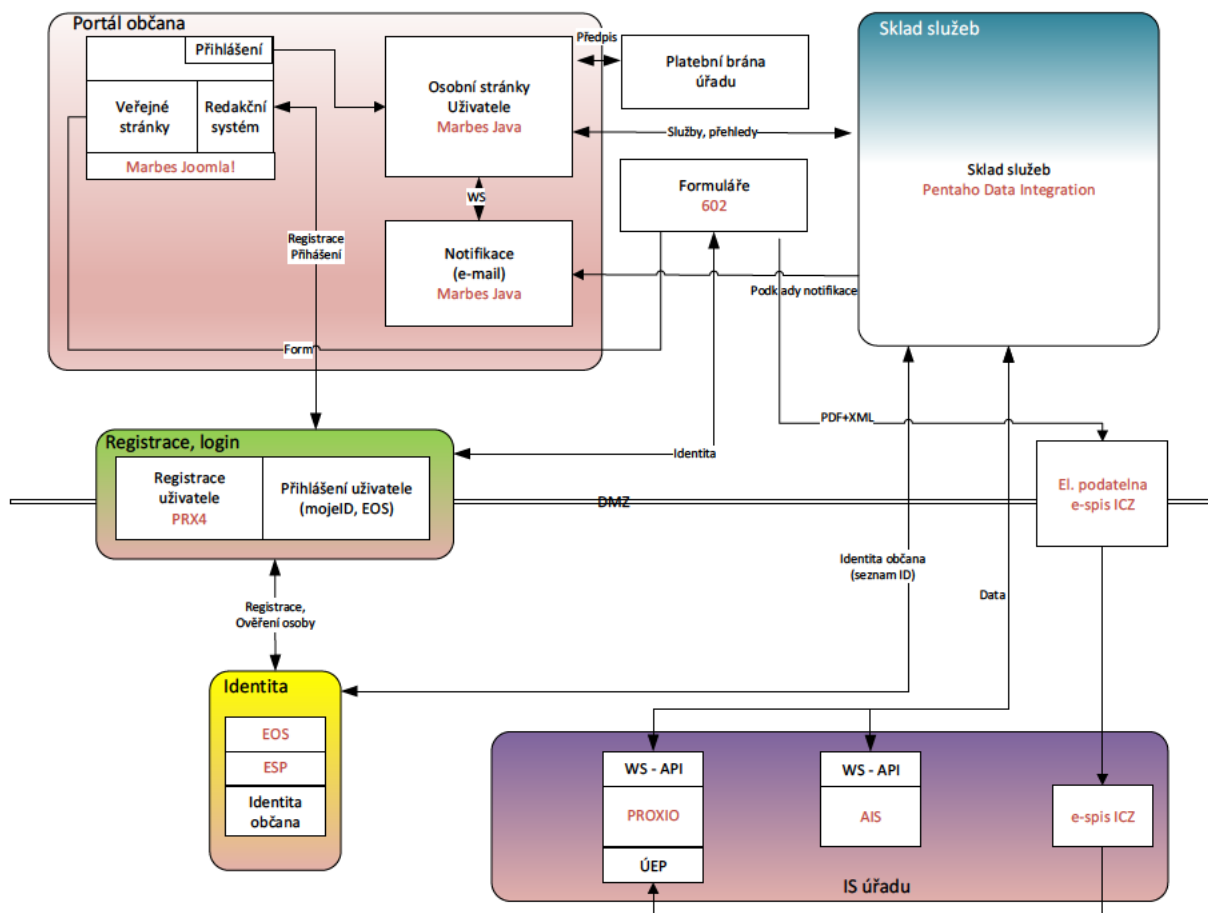 Portál občana
Přihlášení
Veřejné
stránky
Redakční
systém
Marbes Joomla!
Osobní stránky
Uživatele
Marbes Java
WS
Notifikace
(e-mail)
Marbes Java
Registrace
Přihášení
Form
Předpis
Platební brána
úřadu
Služby, přehledy
Formuláře
602
Podklady notifikace
Sklad služeb
Sklad služeb
Pentaho Data Integration
PDF+XML
Registrace, login
Registrace
uživatele
PRX4
Přihlášení uživatele
(mojeID, EOS)
Identita
DMZ
El. podatelna
e-spis ICZ
Identita občana
(seznam ID)
Data
Registrace,
Ověření osoby
Identita
EOS
ESP
Identita
občana
WS - API
PROXIO
ÚEP
WS - API
AIS
e-spis ICZ
IS úřadu